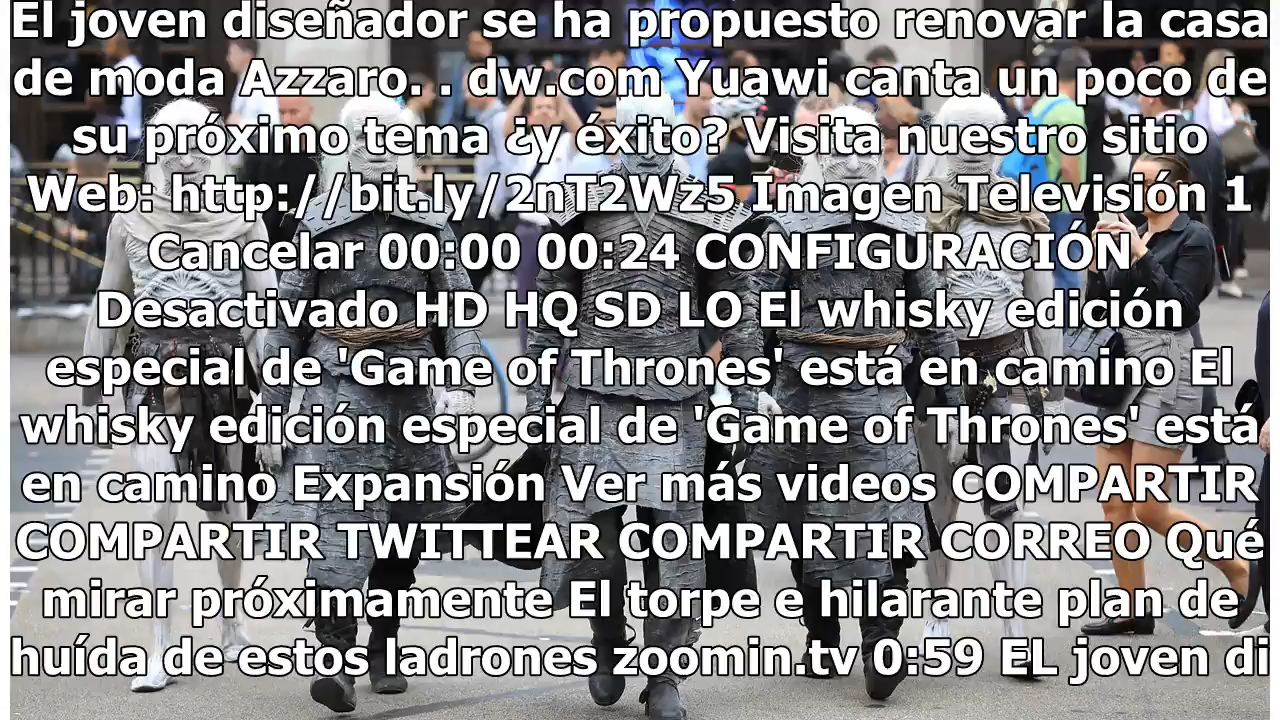 El joven diseñador se ha propuesto renovar la casa
de moda Azzaro. . dw.com Yuawi canta un poco de
su próximo tema ¿y éxito? Visita nuestro sitio
Web: http://bit.ly/2nT2Wz5 Imagen Televisión 1
Cancelar 00:00 00:24 CONFIGURACIÓN
Desactivado HD HQ SD LO El whisky edición
especial de 'Game of Thrones' está en camino El
whisky edición especial de 'Game of Thrones' está
en camino Expansión Ver más videos COMPARTIR
COMPARTIR TWITTEAR COMPARTIR CORREO Qué
mirar próximamente El torpe e hilarante plan de
huída de estos ladrones zoomin.tv 0:59 EL joven di